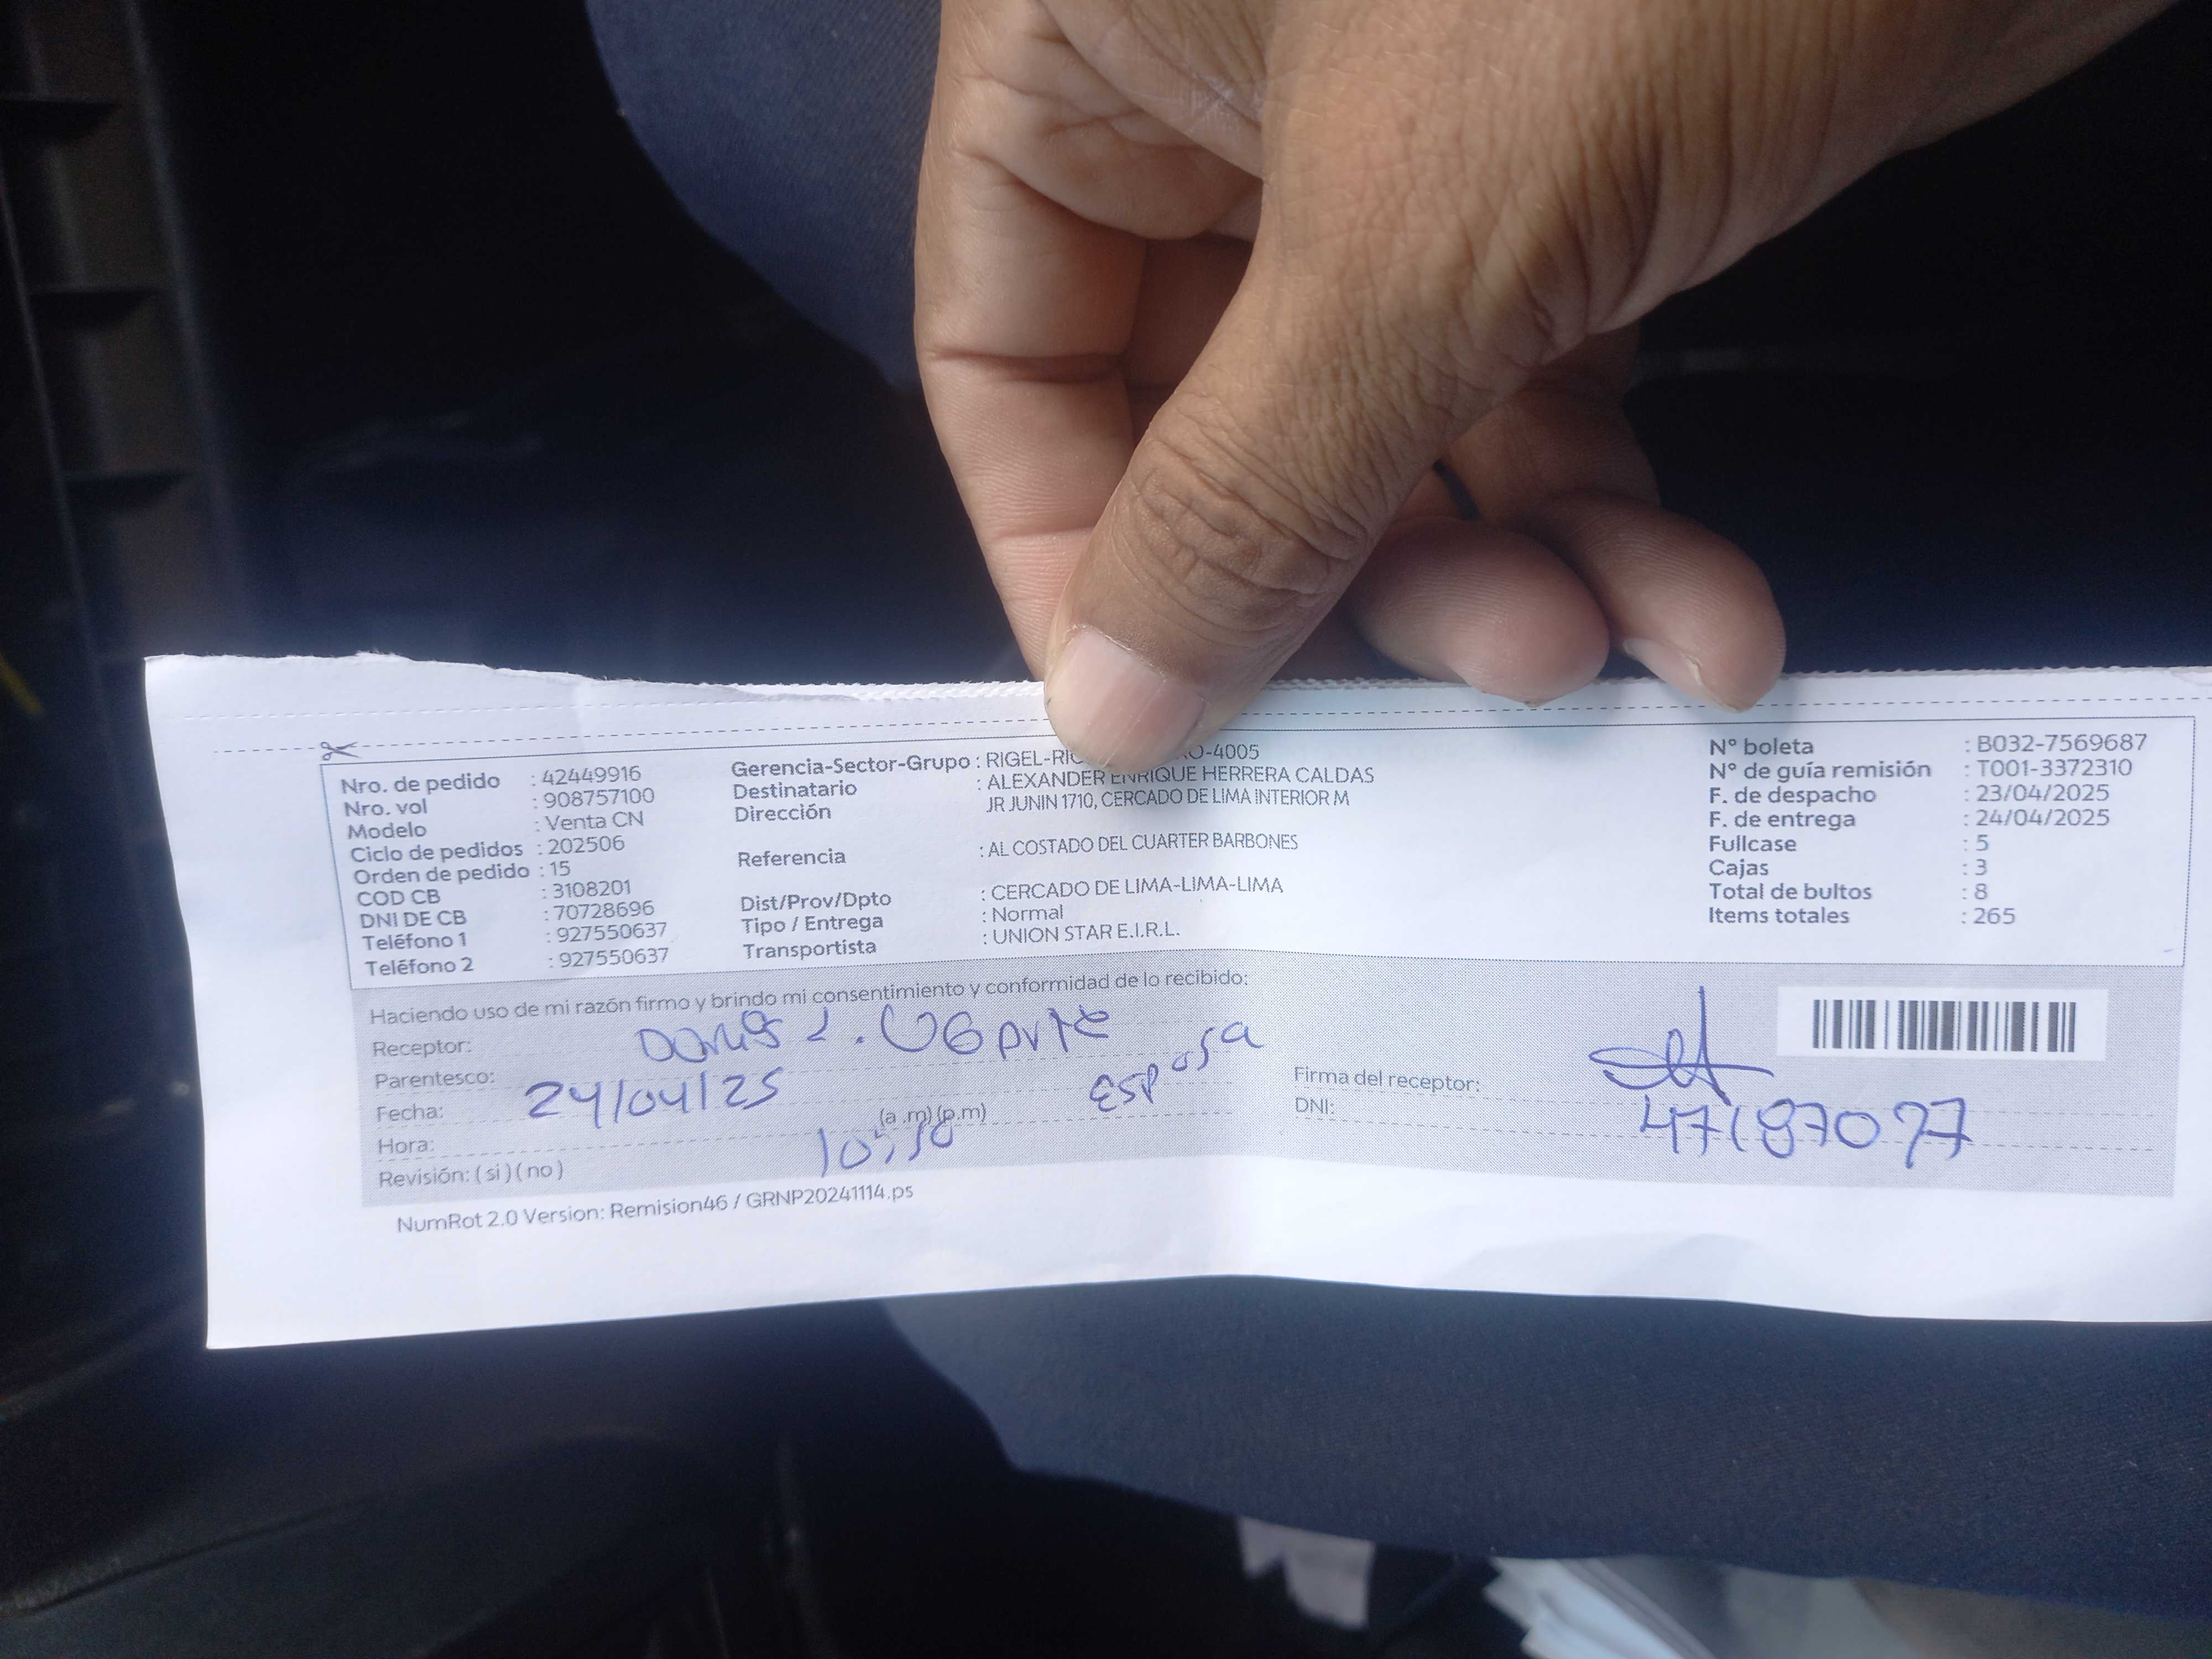 Nro. de pedido : 42449916
Nro. vol : 908757100
Modelo : Venta CN
Ciclo de pedidos : 202506
Orden de pedido : 15
COD CB : 3108201
DNI DE CB : 70728696
Teléfono 1 : 927550637
Teléfono 2 : 927550637
Gerencia-Sector-Grupo : RIGEL-RI O-4005
Destinatario : ALEXANDER ENRIQUE HERRERA CALDAS
Dirección JR JUNIN 1710, CERCADO DE LIMA INTERIOR M
Referencia : AL COSTADO DEL CUARTER BARBONES
Dist/Prov/Dpto : CERCADO DE LIMA-LIMA-LIMA
Tipo / Entrega : Normal
Transportista : UNION STAR E.I.R.L.
N° boleta : B032-7569687
N° de guía remisión : T001-3372310
F. de despacho : 23/04/2025
F. de entrega : 24/04/2025
Fullcase : 5
Cajas : 3
Total de bultos : 8
Items totales : 265
Haciendo uso de mi razón firmo y brindo mi consentimiento y conformidad de lo recibido:
Receptor:
Parentesco: Esposa
Fecha: 24/04/25
Hora: (a .m) (p.m)
Revisión: ( si ) ( no )
Firma del receptor:
DNI: 47187097
NumRot 2.0 Version: Remision46 / GRNP20241114.ps